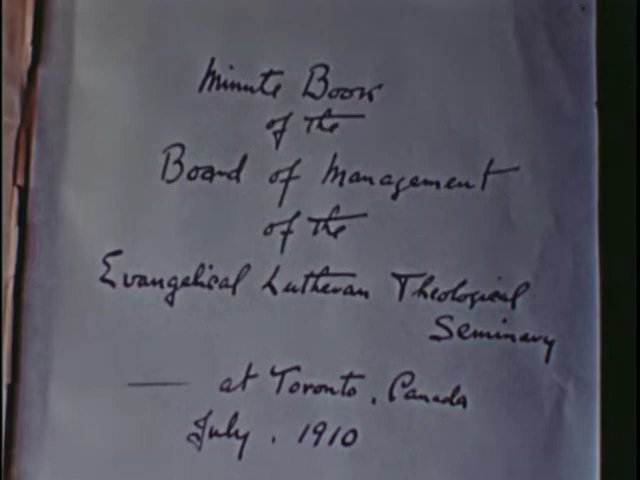 Minute Book
of the
Board of Management
of the
Evangelical Lutheran Theological
Seminary
— at Toronto, Canada
July, 1910